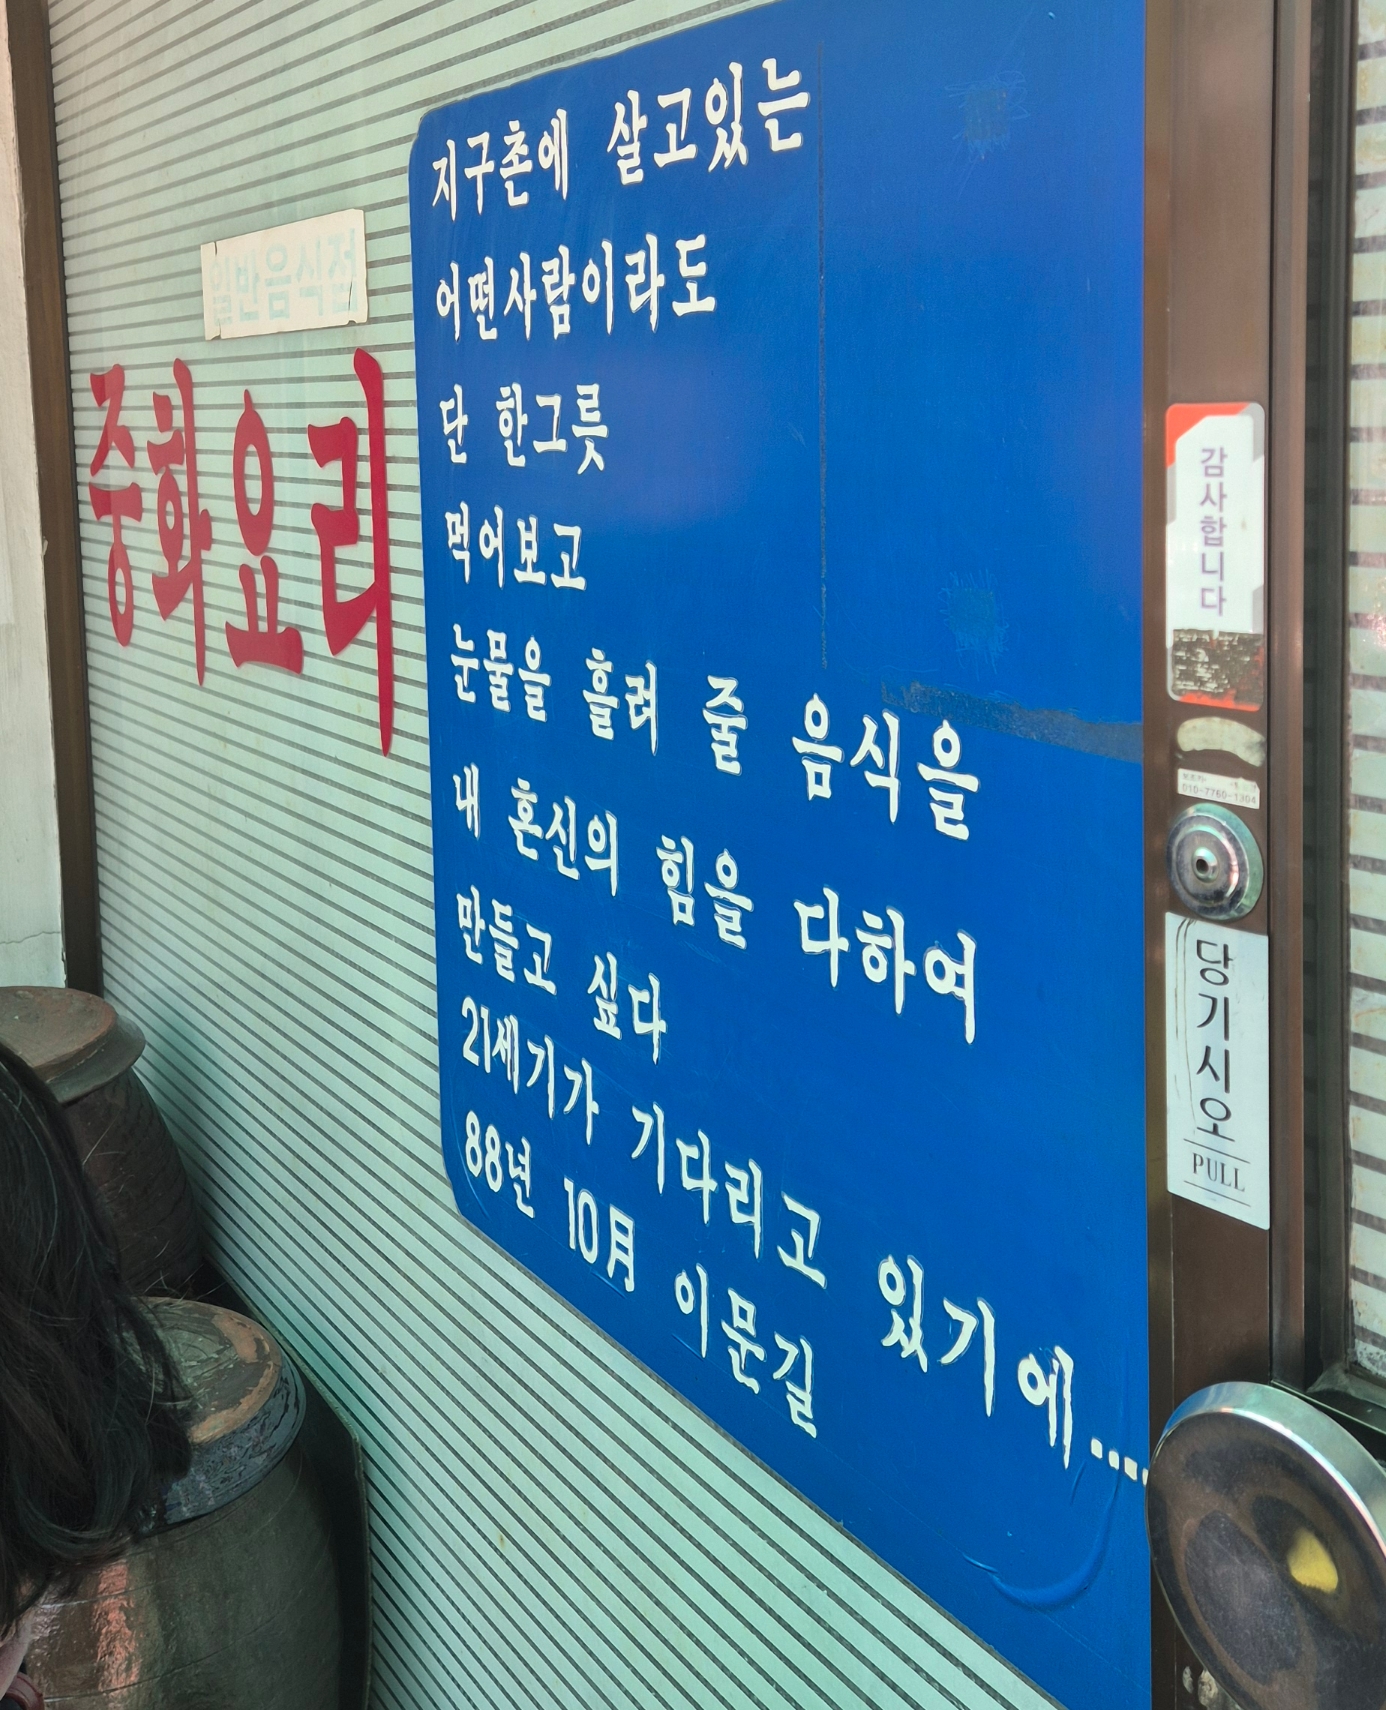 일반음식점
중화요리
지구촌에 살고있는
어떤사람이라도
단 한그릇
먹어보고
눈물을 흘려 줄 음식을
내 혼신의 힘을 다하여
만들고 싶다
21세기가 기다리고 있기에....
88년 10月 이문길
감사합니다
010-7760-1304
당기시오
PULL